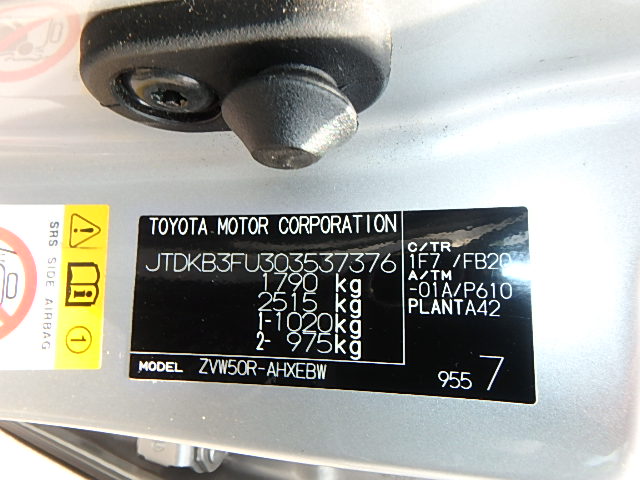 TOYOTA MOTOR CORPORATION
JTDKB3FU303537376
1790 kg
2515 kg
1-1020kg
2- 975kg
MODEL ZVW50R-AHXEBW
C/TR
1F7 /FB20
A/TM
-01A/P610
PLANTA42
955 7
SRS SIDE AIRBAG
1